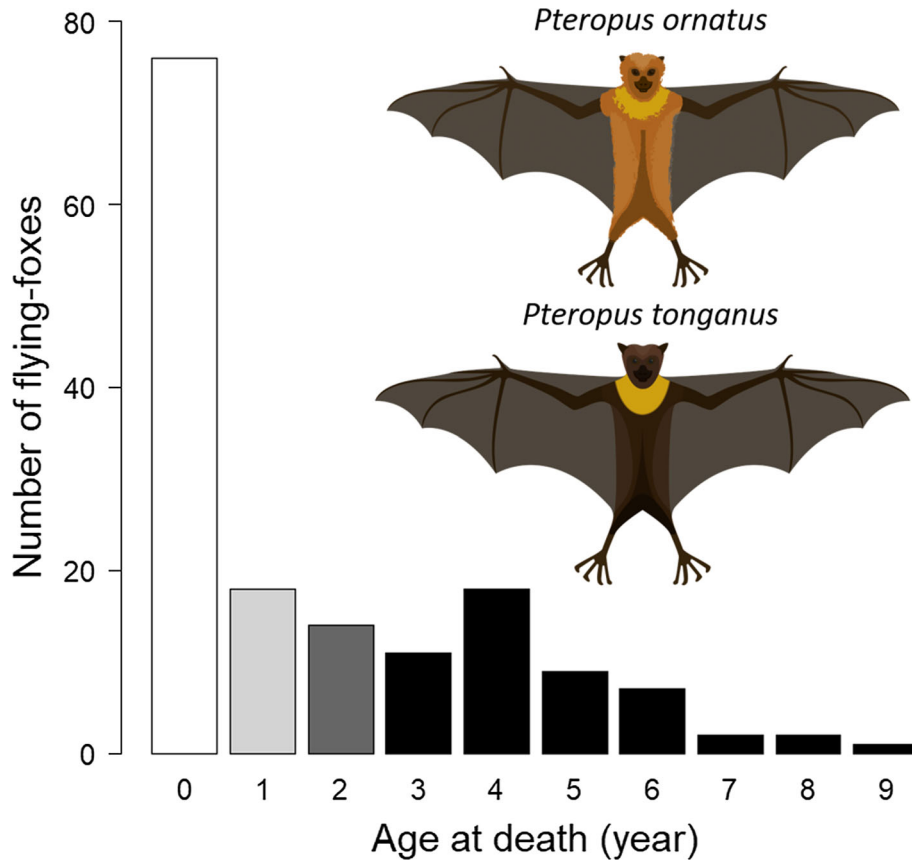 Pteropus ornatus
Pteropus tonganus
Number of flying-foxes
80
60
40
20
0
0 1 2 3 4 5 6 7 8 9
Age at death (year)